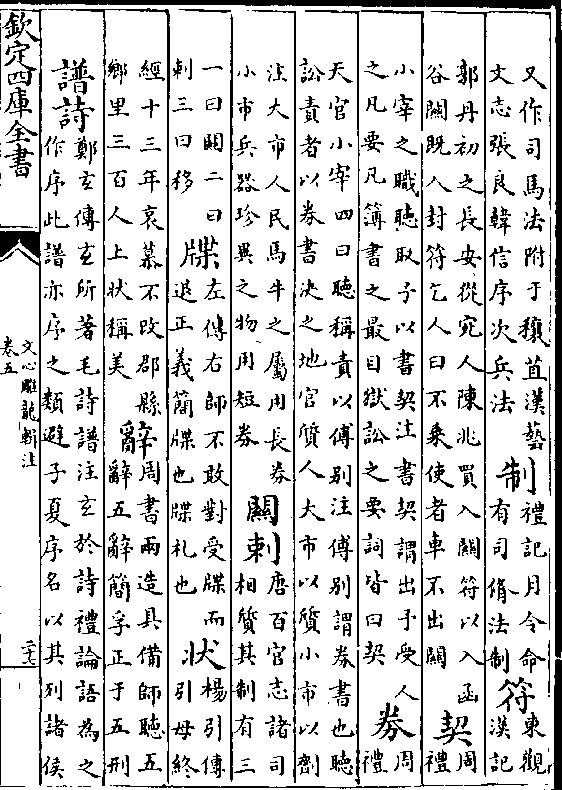 又作司馬法附于穰苴漢藝
文志張良韓信序次兵法
制
禮記月令命
有司脩法制
符
東觀
漢記
郭丹初之長安從宛人陳兆買入關符以入函
谷關既入封符乞人曰不乗使者車不出關
契
周
禮
小宰之職聽取予以書契注書契謂出予受人
之凡要凡簿書之最目獄訟之要詞皆曰契
券
周
禮
天官小宰四曰聽稱責以傅別注傅別謂券書也聽
訟責者以券書決之地官質人大市以質小市以劑
注大市人民馬牛之屬用長券
小市兵器珍異之物用短券
關刺
唐百官志諸司
相質其制有三
一曰關二曰
刺三曰移
牒
左傳右師不敢對受牒而
退正義簡牒也牒札也
狀
楊引傳
引母終
經十三年哀慕不改郡縣
鄉里三百人上狀稱美
辭
周書兩造具備師聽五
辭五辭簡孚正于五刑
譜詩
鄭玄傳玄所著毛詩譜注玄於詩禮論語為之
作序此譜亦序之類避子夏序名以其列諸侯
欽定四庫全書
文心雕龍輯注
卷五
二十七